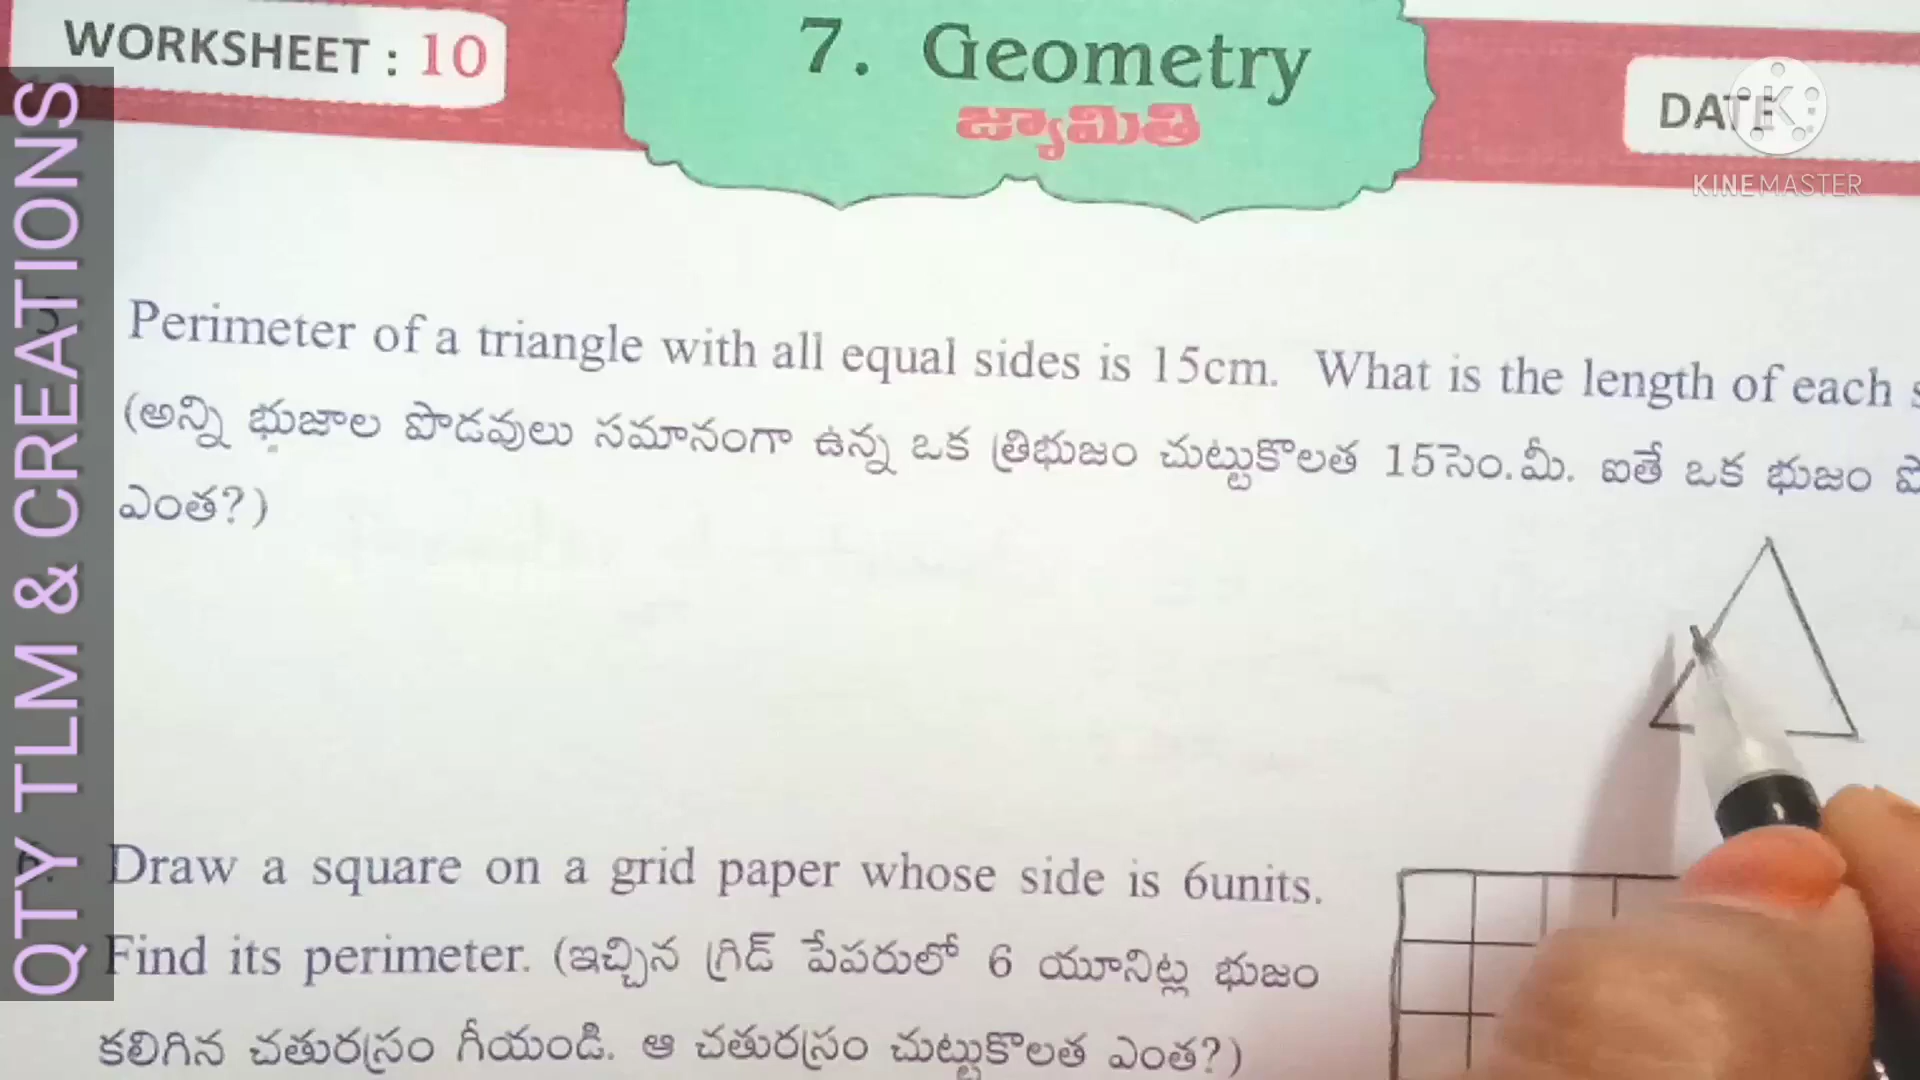 WORKSHEET : 10
7. Geometry
జ్యామితి
DATE :
KINEMASTER
QTY TLM & CREATIONS
Perimeter of a triangle with all equal sides is 15cm. What is the length of each
(అన్ని భుజాల పొడవులు సమానంగా ఉన్న ఒక త్రిభుజం చుట్టుకొలత 15సెం.మీ. ఐతే ఒక భుజం
ఎంత?)
Draw a square on a grid paper whose side is 6units.
Find its perimeter. (ఇచ్చిన గ్రిడ్ పేపరులో 6 యూనిట్ల భుజం
కలిగిన చతురస్రం గీయండి. ఆ చతురస్రం చుట్టుకొలత ఎంత?)